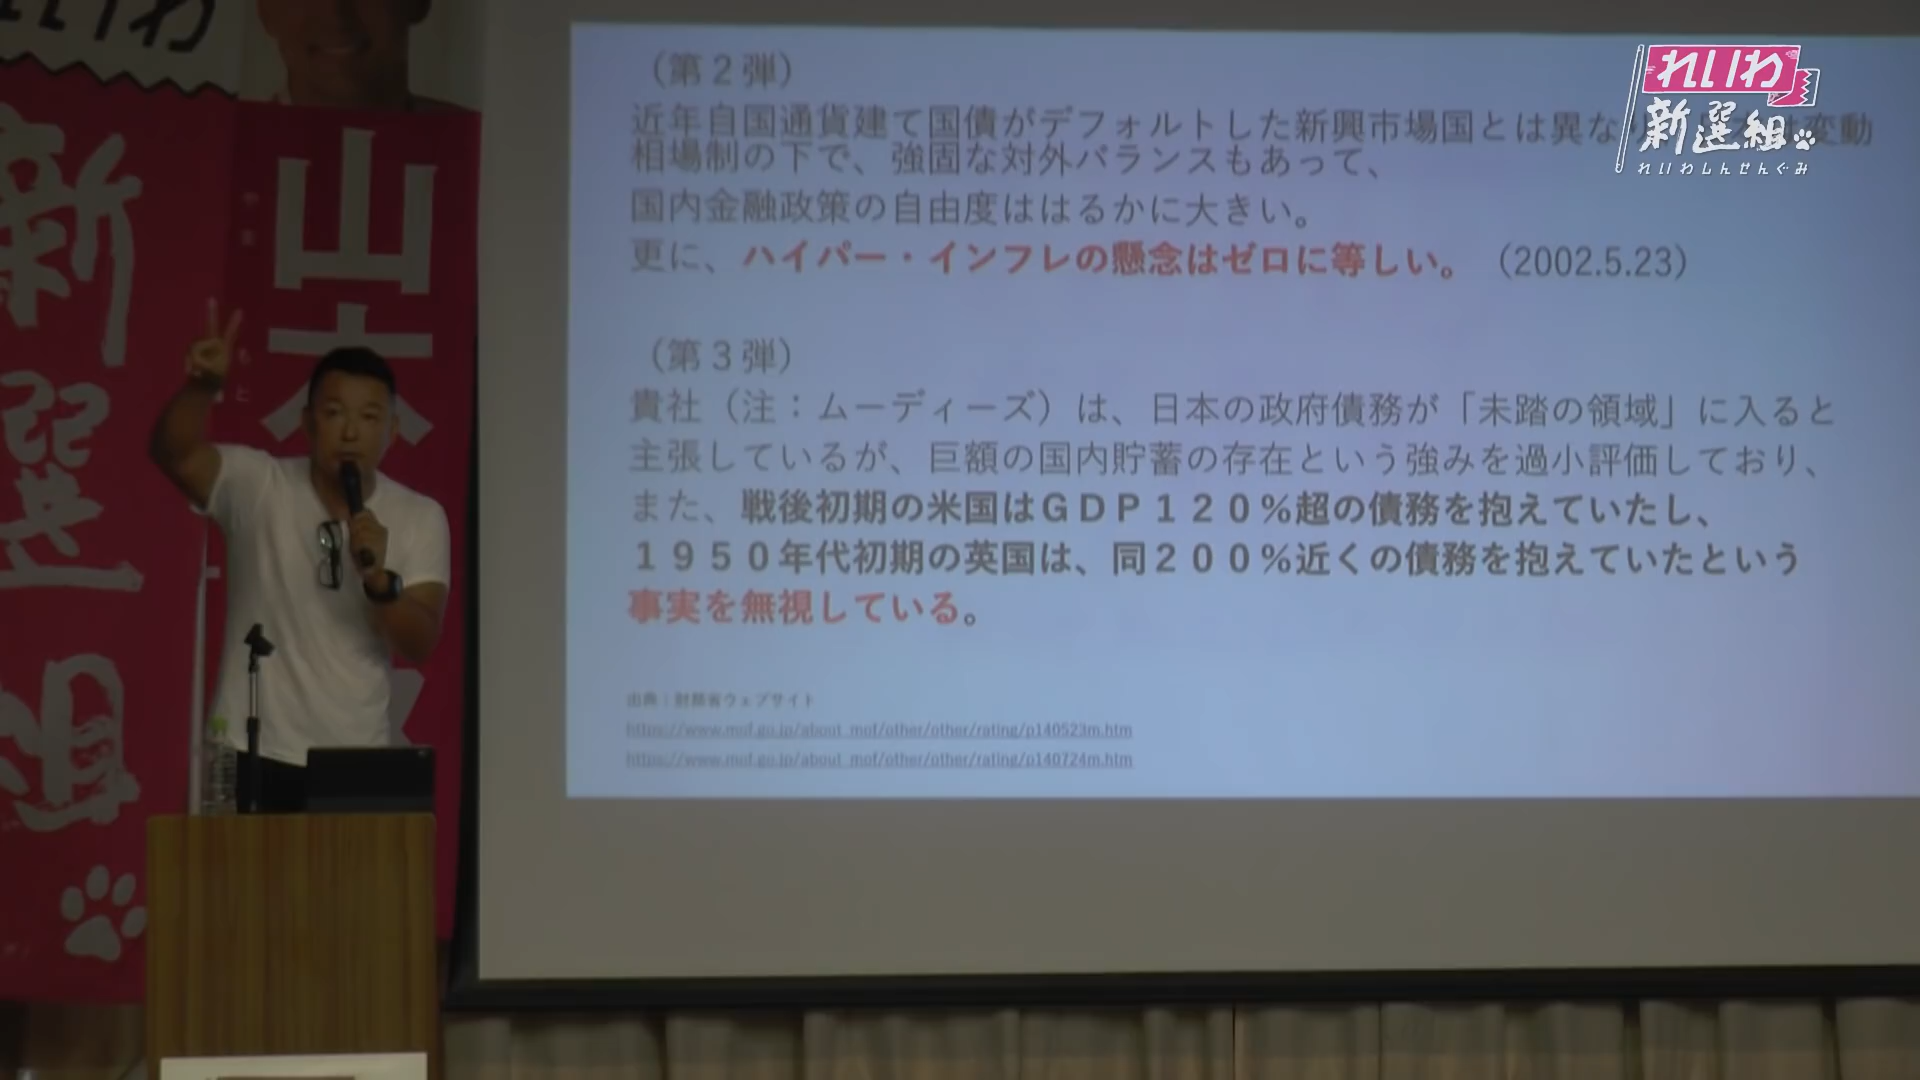 れいわ
新選組
山本
れいわ
新選組
れいわしんせんぐみ
（第２弾）
近年自国通貨建て国債がデフォルトした新興市場国とは異な
変動
相場制の下で、強固な対外バランスもあって、
国内金融政策の自由度ははるかに大きい。
更に、ハイパー・インフレの懸念はゼロに等しい。（2002.5.23）
（第３弾）
貴社（注：ムーディーズ）は、日本の政府債務が「未踏の領域」に入ると
主張しているが、巨額の国内貯蓄の存在という強みを過小評価しており、
また、戦後初期の米国はＧＤＰ１２０％超の債務を抱えていたし、
１９５０年代初期の英国は、同２００％近くの債務を抱えていたという
事実を無視している。
出典：財務省ウェブサイト
https://www.mof.go.jp/about_mof/other/other/rating/p140523m.htm
https://www.mof.go.jp/about_mof/other/other/rating/p140724m.htm